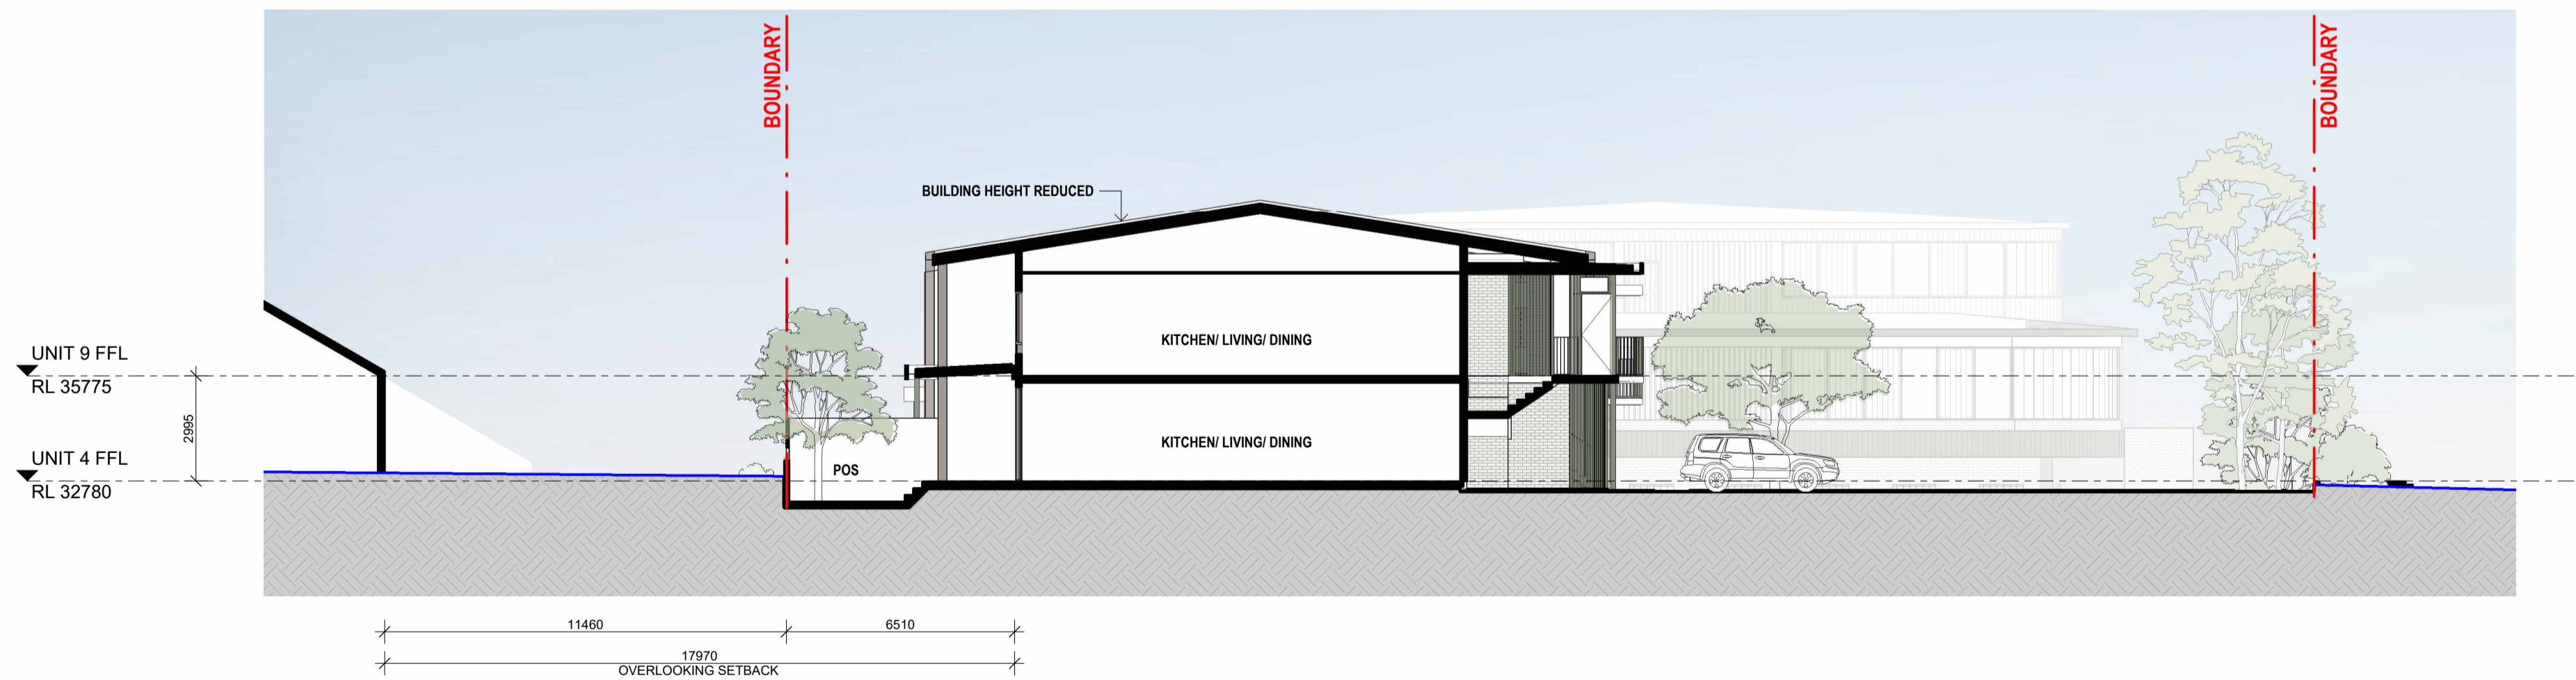 BOUNDARY
BOUNDARY
BUILDING HEIGHT REDUCED
KITCHEN/ LIVING/ DINING
UNIT 9 FFL
RL 35775
2995
KITCHEN/ LIVING/ DINING
UNIT 4 FFL
RL 32780
POS
11460
6510
17970
OVERLOOKING SETBACK